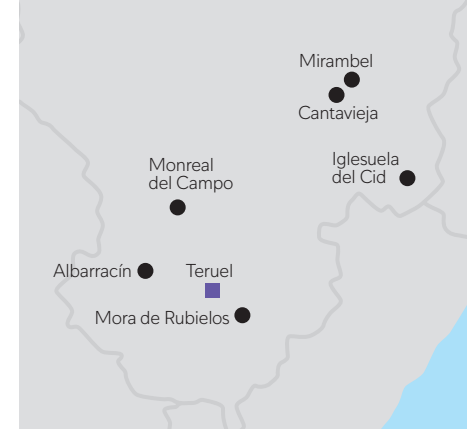 Mirambel
Cantavieja
Iglesuela
del Cid
Monreal
del Campo
Albarracín
Teruel
Mora de Rubielos